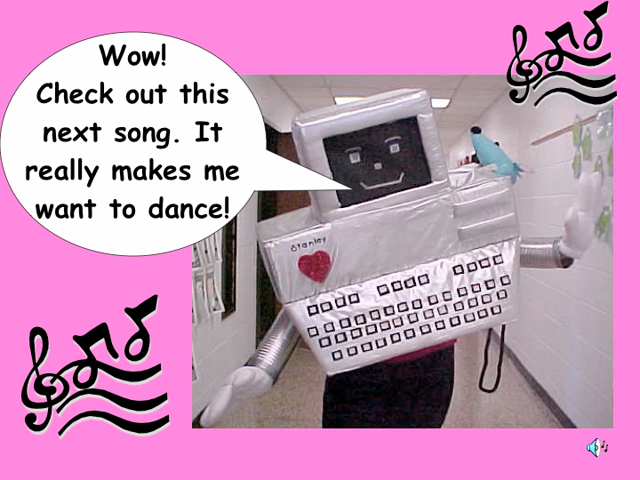 Wow!
Check out this
next song. It
really makes me
want to dance!
Stanley